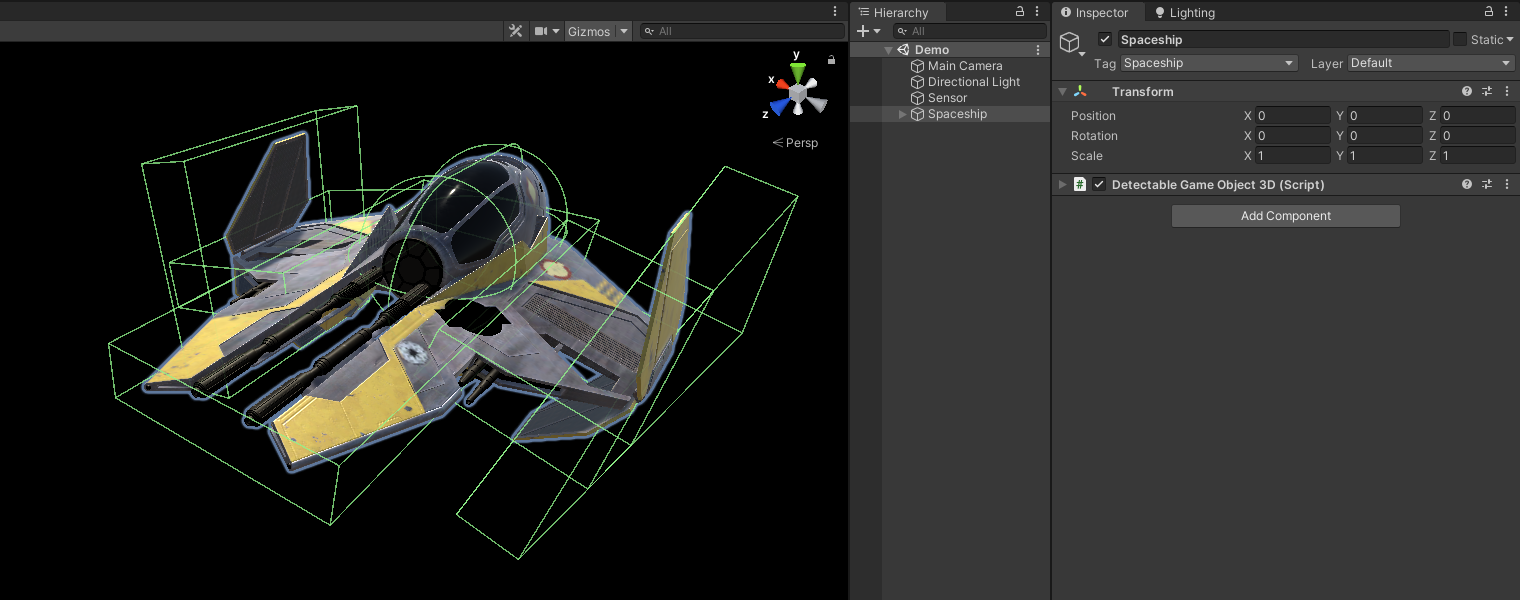 Gizmos
All
y
x
z
Persp
Hierarchy
All
Demo
Main Camera
Directional Light
Sensor
Spaceship
Inspector
Lighting
Spaceship
Static
Tag Spaceship
Layer Default
Transform
Position X 0 Y 0 Z 0
Rotation X 0 Y 0 Z 0
Scale X 1 Y 1 Z 1
# Detectable Game Object 3D (Script)
Add Component